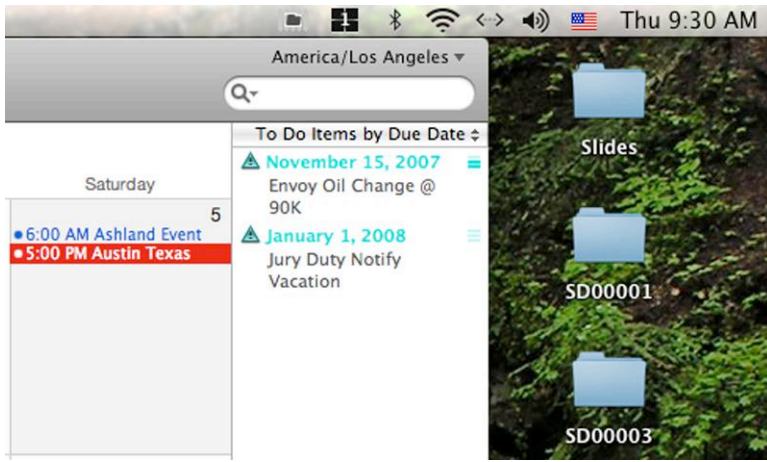 1 Thu 9:30 AM
America/Los Angeles
To Do Items by Due Date
Saturday
5
6:00 AM Ashland Event
5:00 PM Austin Texas
November 15, 2007
Envoy Oil Change @
90K
January 1, 2008
Jury Duty Notify
Vacation
Slides
SD00001
SD00003